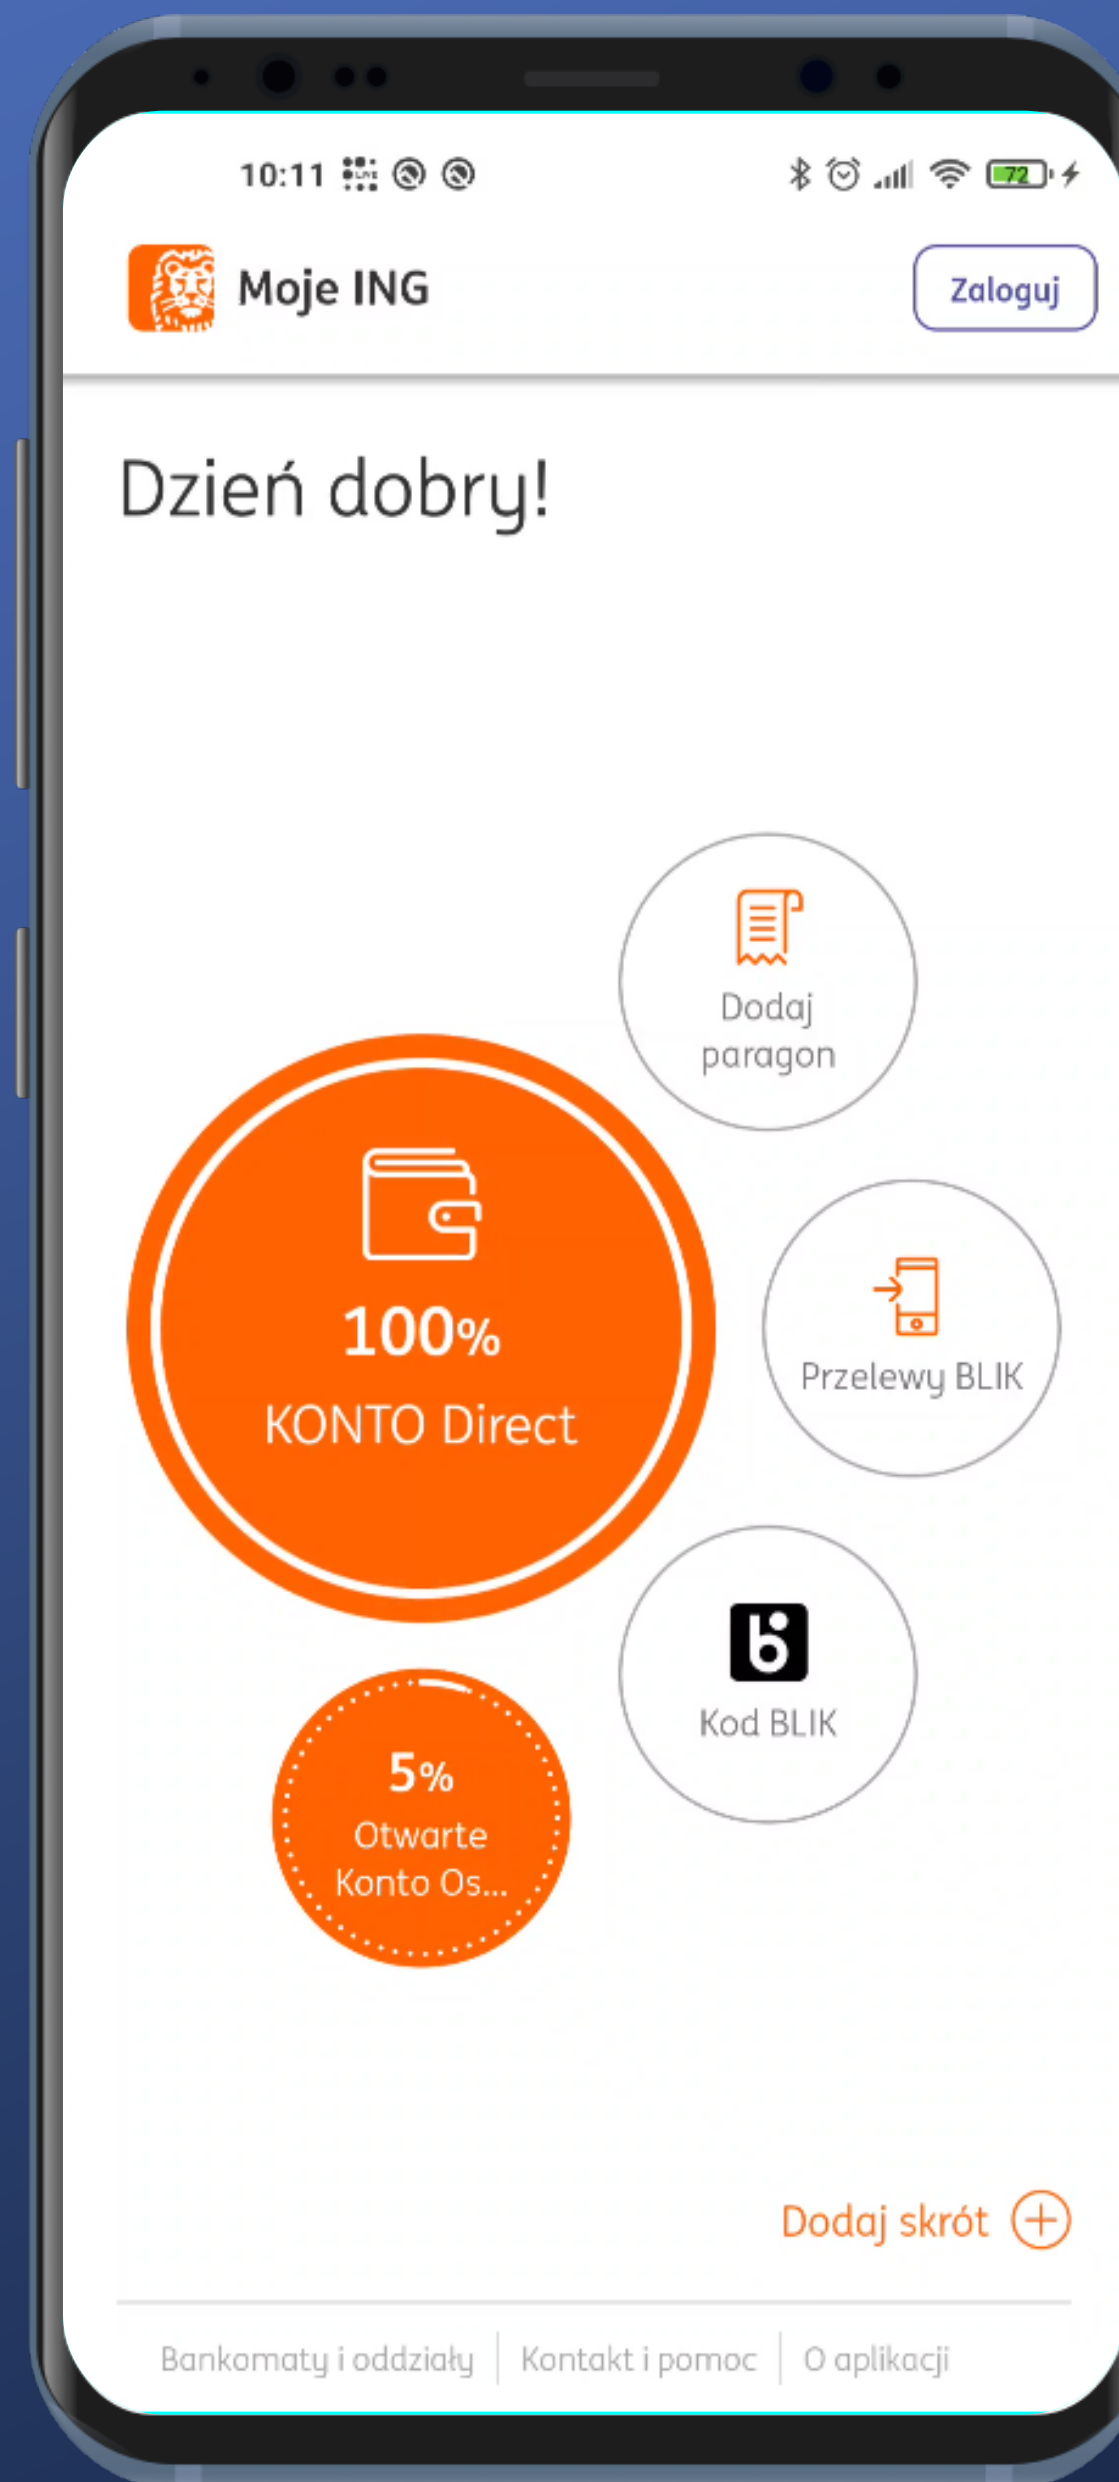 10:11
LIVE
72
Moje ING
Zaloguj
Dzień dobry!
Dodaj
paragon
100%
KONTO Direct
Przelewy BLIK
Kod BLIK
5%
Otwarte
Konto Os...
Dodaj skrót
Bankomaty i oddziały
Kontakt i pomoc
O aplikacji